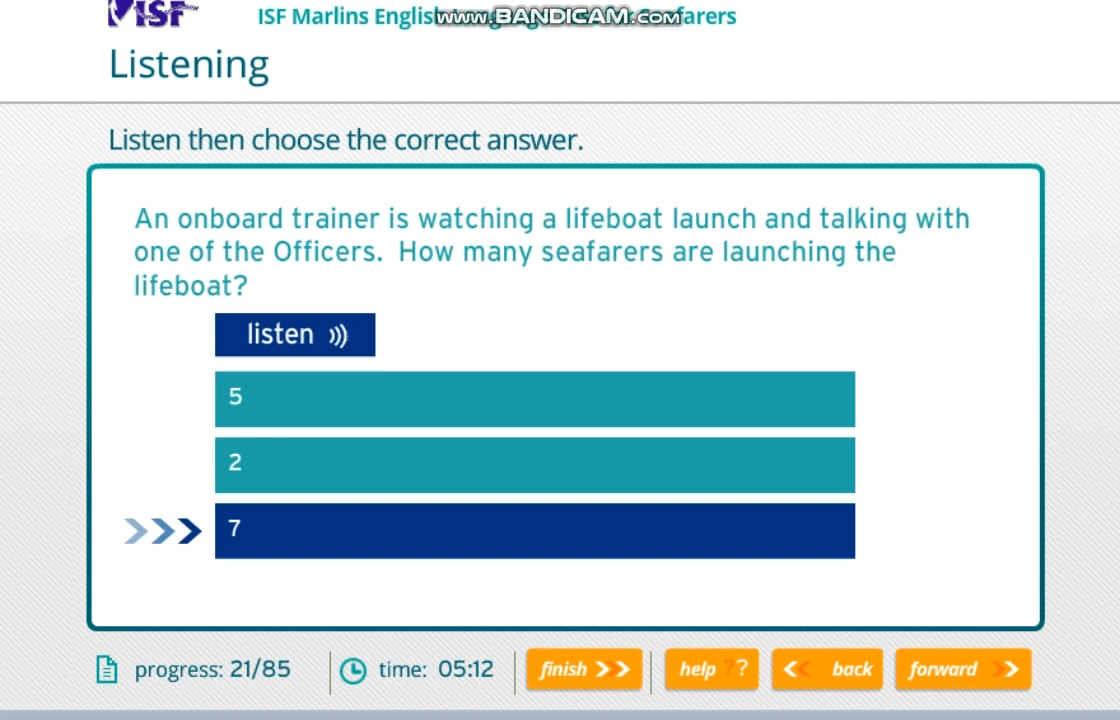 ISF
ISF Marlins English
www.BANDICAM.com
Listening
Listen then choose the correct answer.
An onboard trainer is watching a lifeboat launch and talking with
one of the Officers. How many seafarers are launching the
lifeboat?
listen
5
2
7
progress: 21/85
time: 05:12
finish
help ??
back
forward